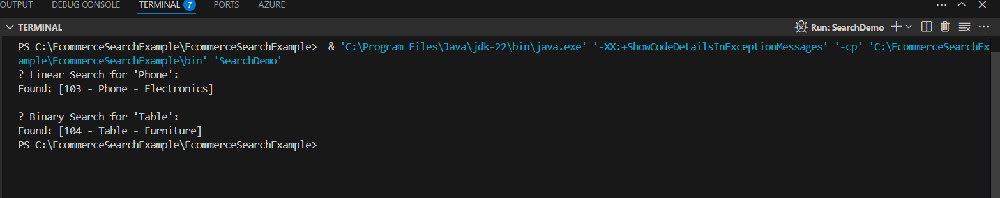 OUTPUT DEBUG CONSOLE TERMINAL 7 PORTS AZURE
TERMINAL Run: SearchDemo
PS C:\EcommerceSearchExample\EcommerceSearchExample>  & 'C:\Program Files\Java\jdk-22\bin\java.exe' '-XX:+ShowCodeDetailsInExceptionMessages' '-cp' 'C:\EcommerceSearchEx
ample\EcommerceSearchExample\bin' 'SearchDemo'
? Linear Search for 'Phone':
Found: [103 - Phone - Electronics]
? Binary Search for 'Table':
Found: [104 - Table - Furniture]
PS C:\EcommerceSearchExample\EcommerceSearchExample>